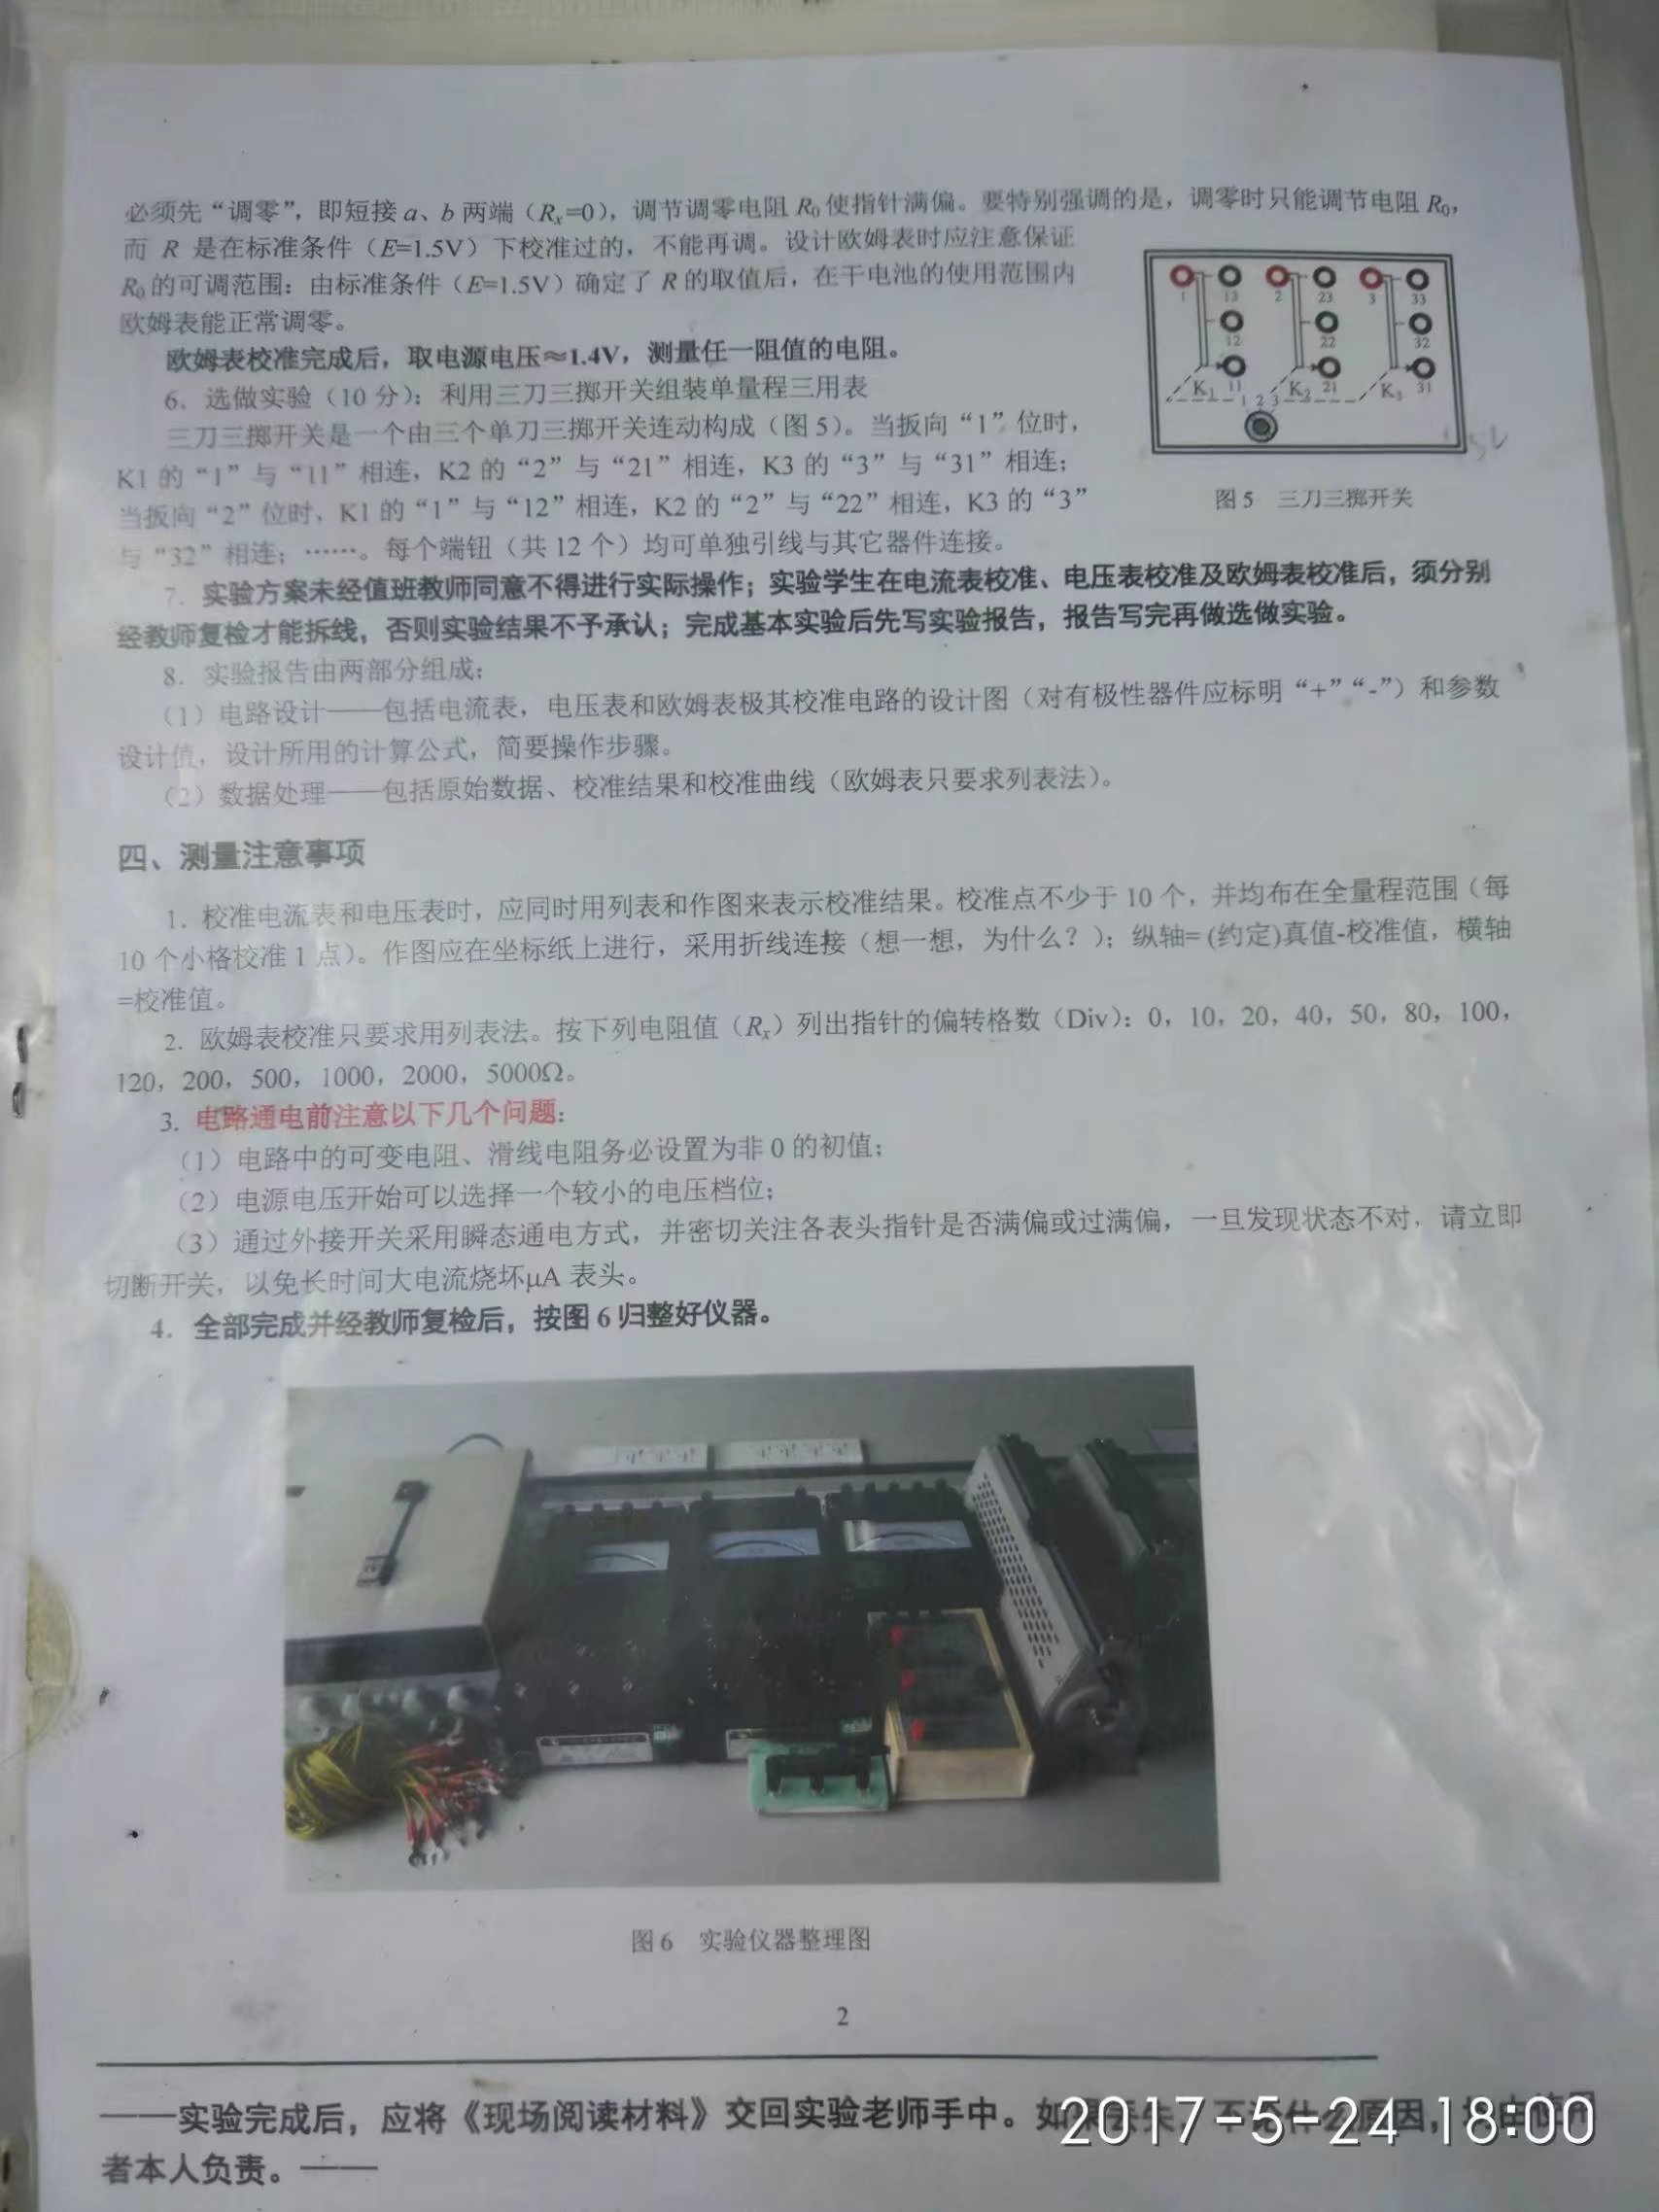 必须先“调零”，即短接 a、b 两端（Rx=0），调节调零电阻 R0 使指针满偏。要特别强调的是，调零时只能调节电阻 R0，
而 R 是在标准条件（E=1.5V）下校准过的，不能再调。设计欧姆表时应注意保证
R0 的可调范围：由标准条件（E=1.5V）确定了 R 的取值后，在干电池的使用范围内
欧姆表能正常调零。
欧姆表校准完成后，取电源电压≈1.4V，测量任一阻值的电阻。
6．选做实验（10 分）：利用三刀三掷开关组装单量程三用表
三刀三掷开关是一个由三个单刀三掷开关连动构成（图 5）。当扳向“1”位时，
K1 的“1”与“11”相连，K2 的“2”与“21”相连，K3 的“3”与“31”相连；
当扳向“2”位时，K1 的“1”与“12”相连，K2 的“2”与“22”相连，K3 的“3”
与“32”相连；……。每个端钮（共 12 个）均可单独引线与其它器件连接。
1 13 2 23 3 33
12 22 32
K1 11 K2 21 K3 31
1 2 3
图 5 三刀三掷开关
7．实验方案未经值班教师同意不得进行实际操作；实验学生在电流表校准、电压表校准及欧姆表校准后，须分别
经教师复检才能拆线，否则实验结果不予承认；完成基本实验后先写实验报告，报告写完再做选做实验。
8．实验报告由两部分组成：
（1）电路设计——包括电流表，电压表和欧姆表极其校准电路的设计图（对有极性器件应标明“+”“-”）和参数
设计值，设计所用的计算公式，简要操作步骤。
（2）数据处理——包括原始数据、校准结果和校准曲线（欧姆表只要求列表法）。
四、测量注意事项
1．校准电流表和电压表时，应同时用列表和作图来表示校准结果。校准点不少于 10 个，并均布在全量程范围（每
10 个小格校准 1 点）。作图应在坐标纸上进行，采用折线连接（想一想，为什么？）；纵轴= (约定)真值-校准值，横轴
=校准值。
2．欧姆表校准只要求用列表法。按下列电阻值（Rx）列出指针的偏转格数（Div）：0，10，20，40，50，80，100，
120，200，500，1000，2000，5000Ω。
3．电路通电前注意以下几个问题：
（1）电路中的可变电阻、滑线电阻务必设置为非 0 的初值；
（2）电源电压开始可以选择一个较小的电压档位；
（3）通过外接开关采用瞬态通电方式，并密切关注各表头指针是否满偏或过满偏，一旦发现状态不对，请立即
切断开关，以免长时间大电流烧坏μA 表头。
4．全部完成并经教师复检后，按图 6 归整好仪器。
图 6 实验仪器整理图
2
——实验完成后，应将《现场阅读材料》交回实验老师手中。如
者本人负责。——
2017-5-24 18:00